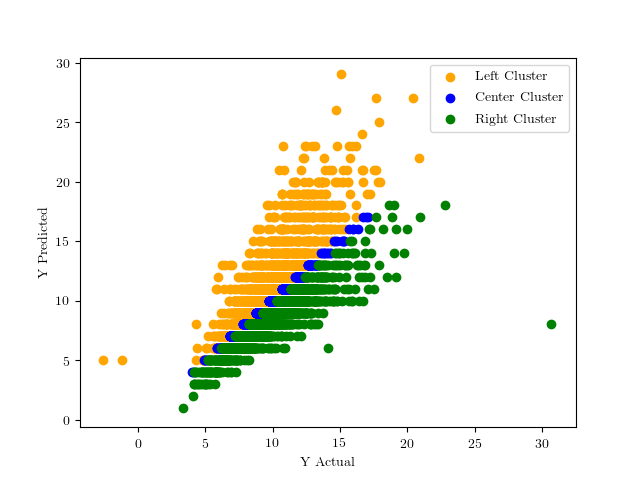 30
25
20
15
10
5
0
Y Predicted
Left Cluster
Center Cluster
Right Cluster
0 5 10 15 20 25 30
Y Actual